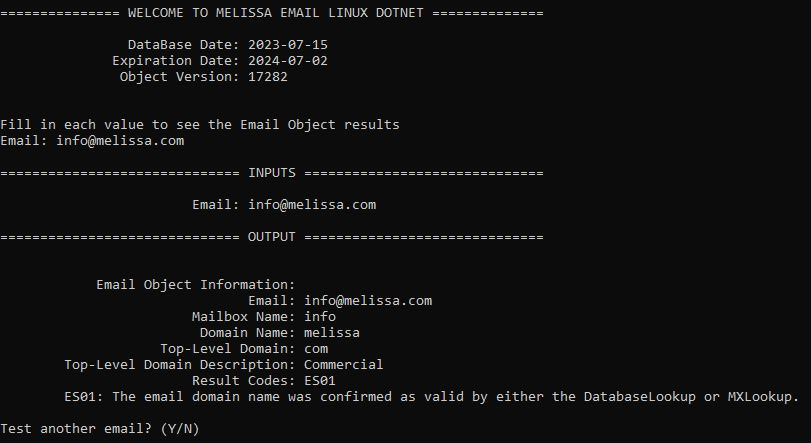 =============== WELCOME TO MELISSA EMAIL LINUX DOTNET ==============
DataBase Date: 2023-07-15
Expiration Date: 2024-07-02
Object Version: 17282
Fill in each value to see the Email Object results
Email: info@melissa.com
============================== INPUTS ==============================
Email: info@melissa.com
============================== OUTPUT ==============================
Email Object Information:
Email: info@melissa.com
Mailbox Name: info
Domain Name: melissa
Top-Level Domain: com
Top-Level Domain Description: Commercial
Result Codes: ES01
ES01: The email domain name was confirmed as valid by either the DatabaseLookup or MXLookup.
Test another email? (Y/N)